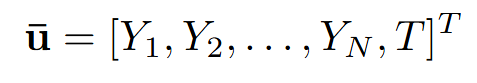 ū = [Y₁, Y₂, . . . , Y_N, T]ᵀ